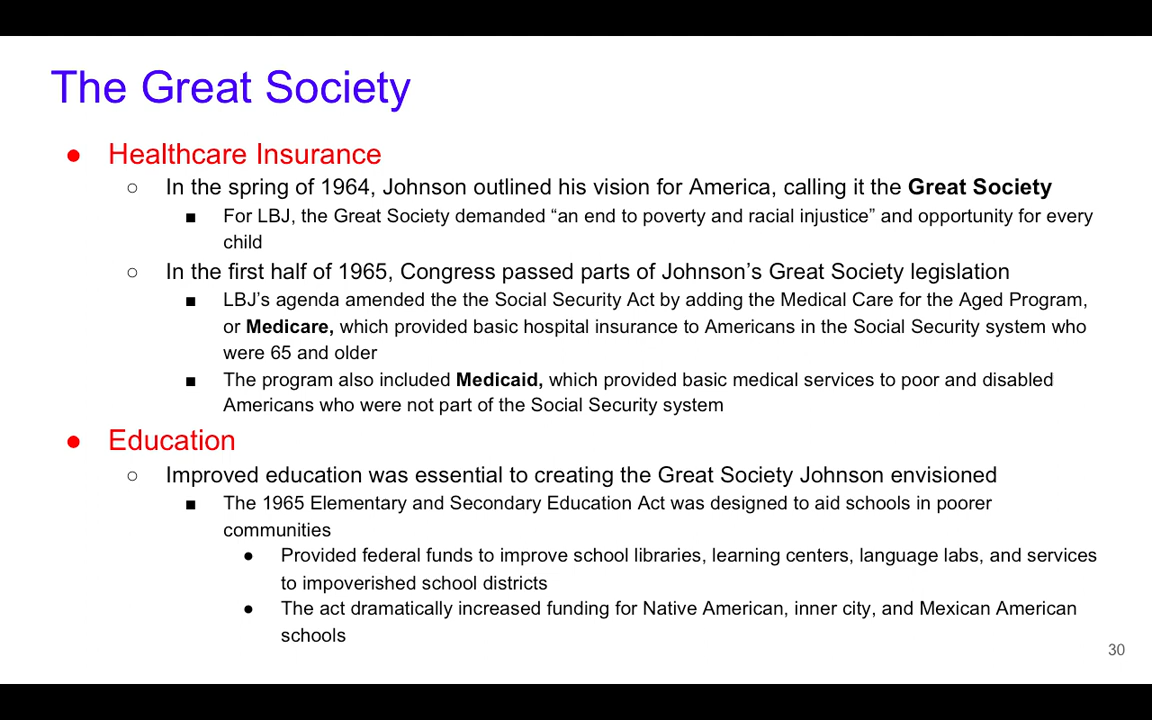 The Great Society
● Healthcare Insurance
○ In the spring of 1964, Johnson outlined his vision for America, calling it the Great Society
■ For LBJ, the Great Society demanded “an end to poverty and racial injustice” and opportunity for every
child
○ In the first half of 1965, Congress passed parts of Johnson’s Great Society legislation
■ LBJ’s agenda amended the the Social Security Act by adding the Medical Care for the Aged Program,
or Medicare, which provided basic hospital insurance to Americans in the Social Security system who
were 65 and older
■ The program also included Medicaid, which provided basic medical services to poor and disabled
Americans who were not part of the Social Security system
● Education
○ Improved education was essential to creating the Great Society Johnson envisioned
■ The 1965 Elementary and Secondary Education Act was designed to aid schools in poorer
communities
● Provided federal funds to improve school libraries, learning centers, language labs, and services
to impoverished school districts
● The act dramatically increased funding for Native American, inner city, and Mexican American
schools
30